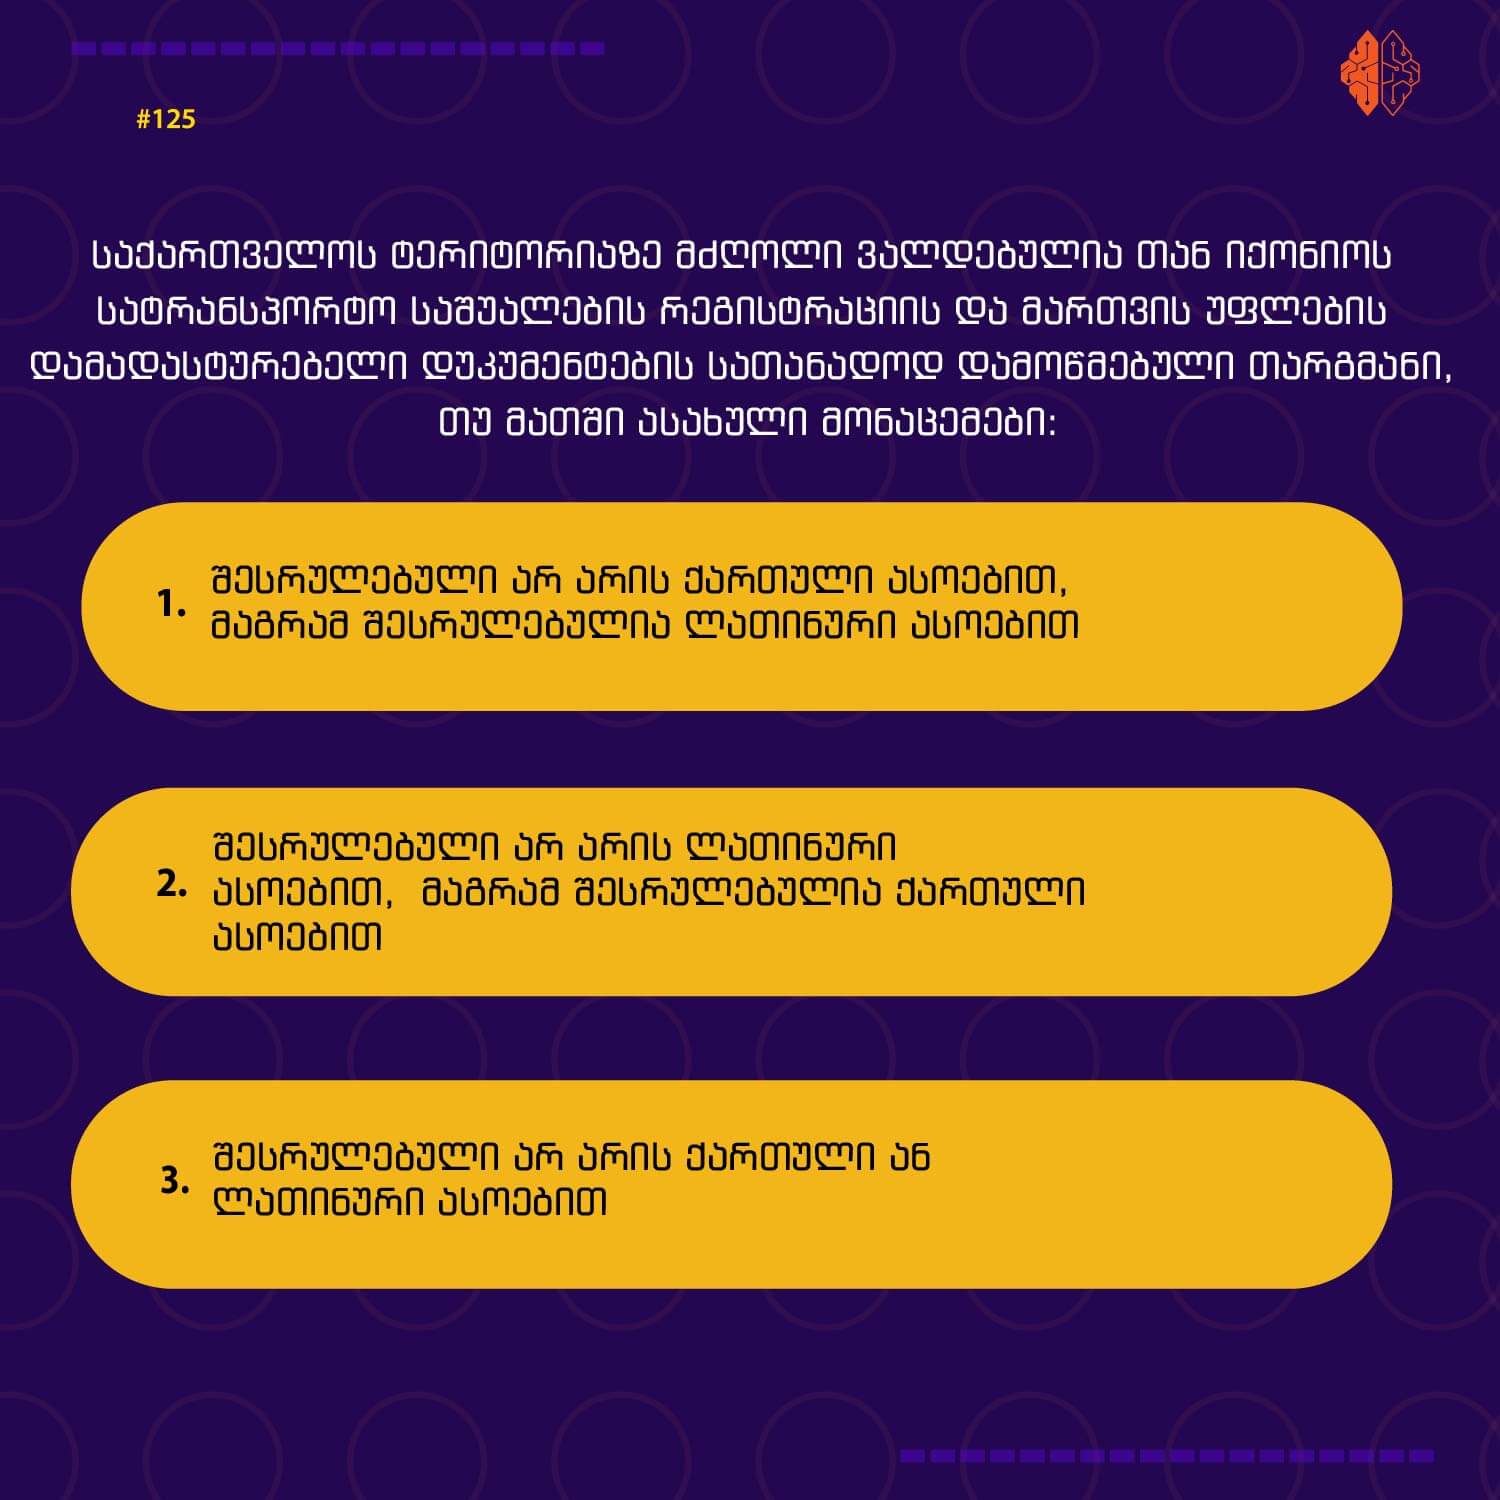 #125
საქართველოს ტერიტორიაზე მძღოლი ვალდებულია თან იქონიოს
სატრანსპორტო საშუალების რეგისტრაციის და მართვის უფლების
დამადასტურებელი დუკუმენტების სათანადოდ დამოწმებული თარგმანი,
თუ მათში ასახული მონაცემები:
1. შესრულებული არ არის ქართული ასოებით,
მაგრამ შესრულებულია ლათინური ასოებით
შესრულებული არ არის ლათინური
2. ასოებით, მაგრამ შესრულებულია ქართული
ასოებით
3. შესრულებული არ არის ქართული ან
ლათინური ასოებით